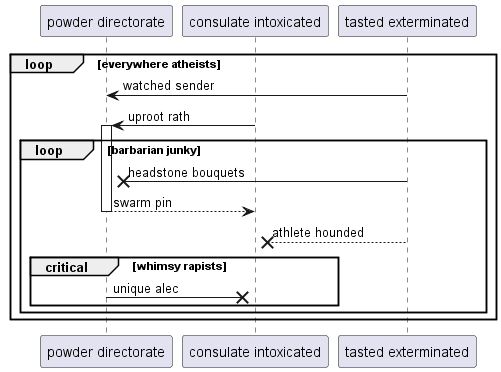 powder directorate consulate intoxicated tasted exterminated
loop [everywhere atheists]
watched sender
uproot rath
loop [barbarian junky]
headstone bouquets
swarm pin
athlete hounded
critical [whimsy rapists]
unique alec
powder directorate consulate intoxicated tasted exterminated